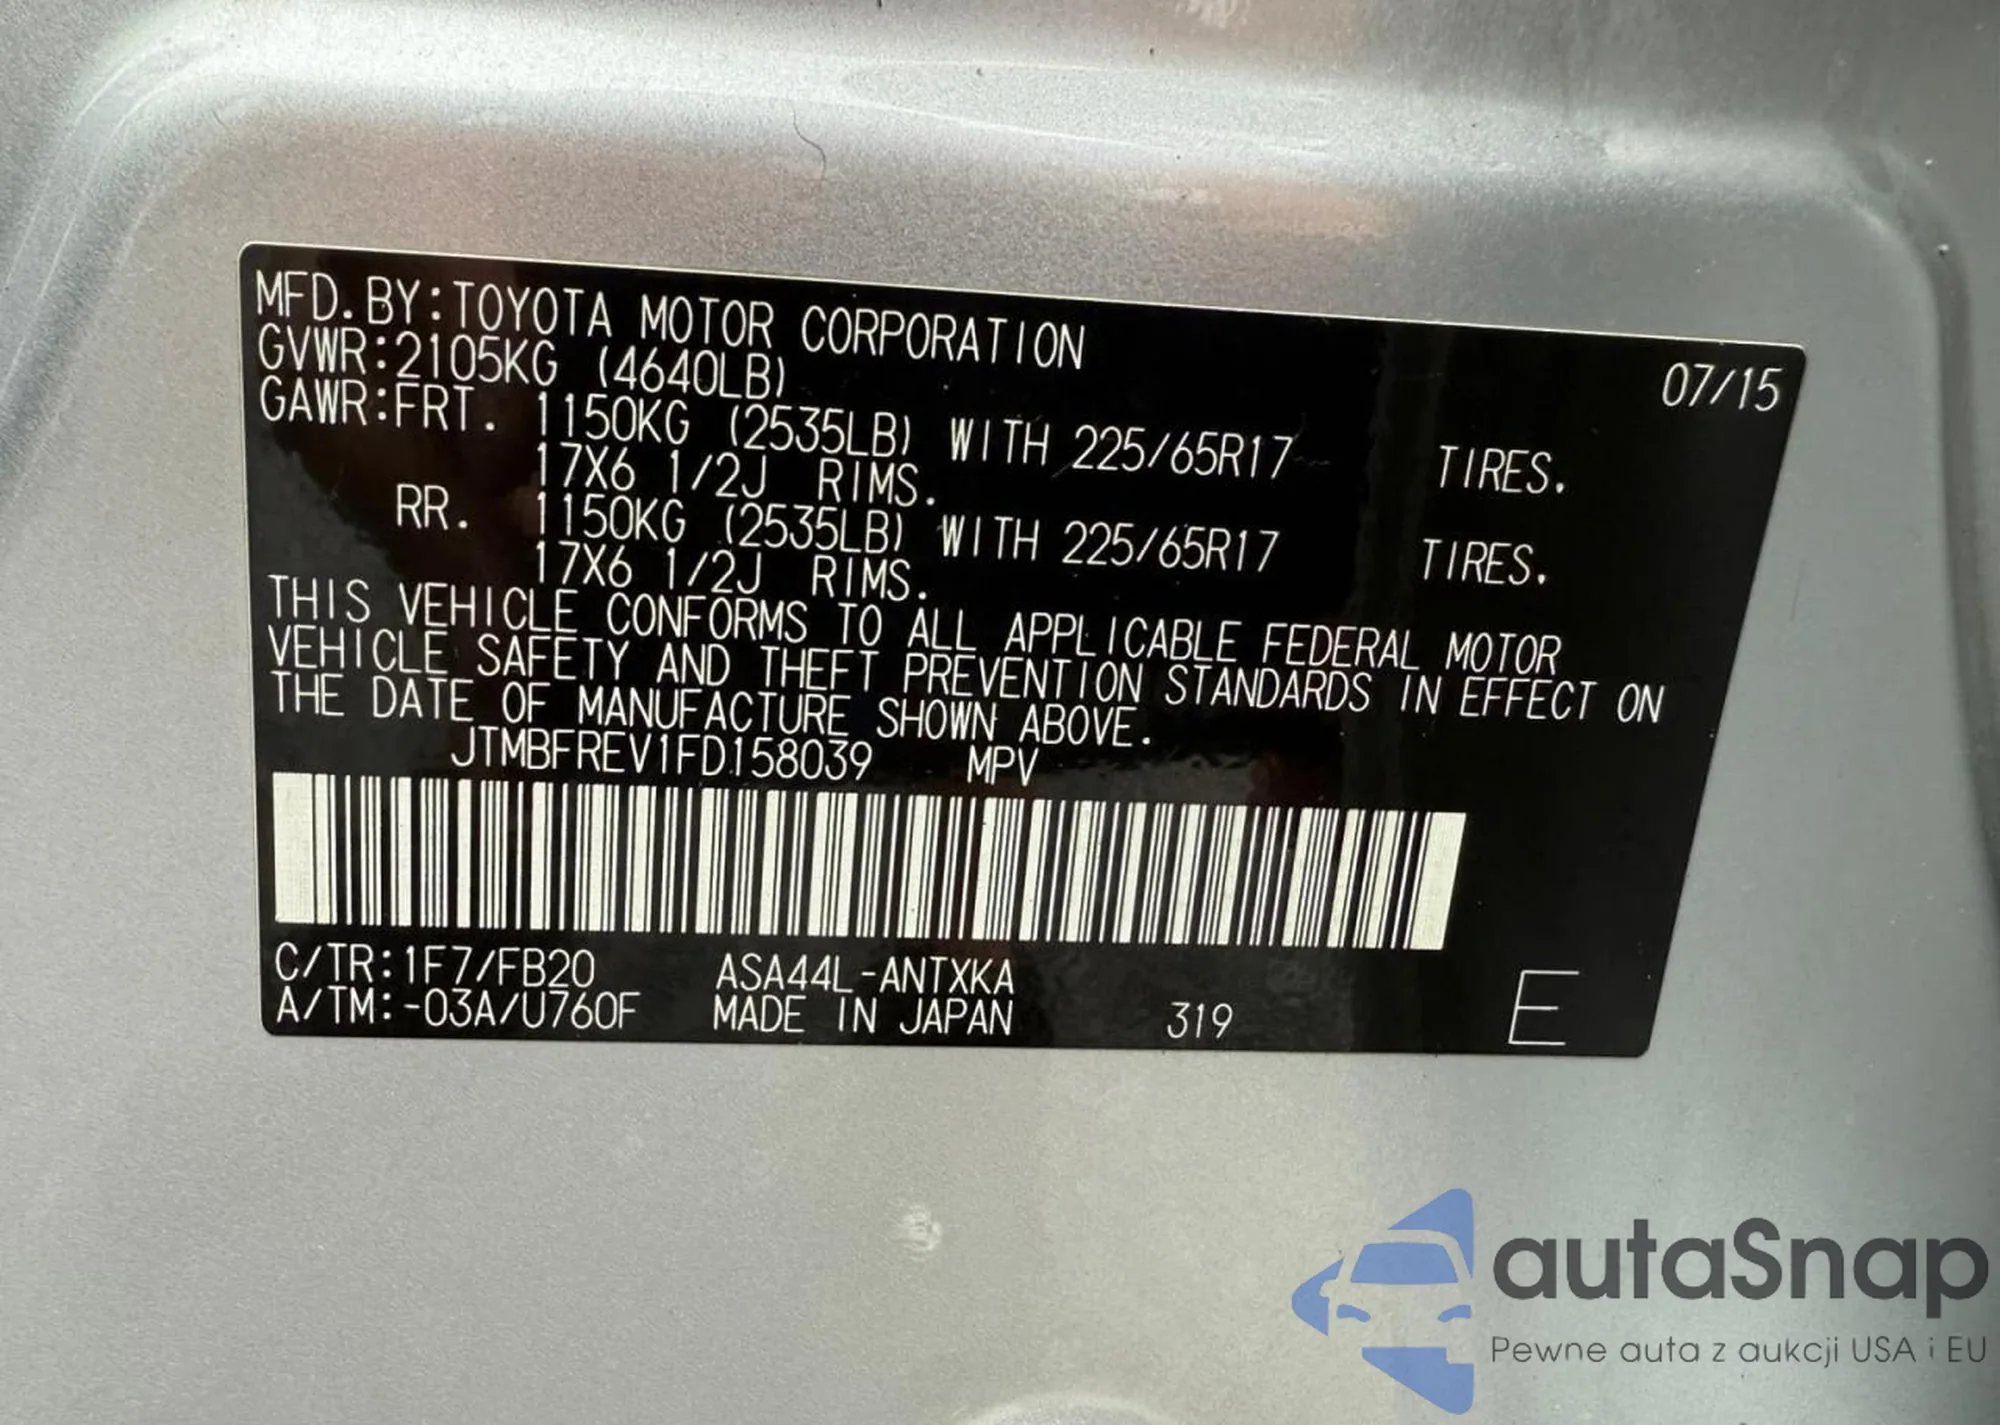 MFD. BY:TOYOTA MOTOR CORPORATION 07/15
GVWR:2105KG (4640LB)
GAWR:FRT. 1150KG (2535LB) WITH 225/65R17 TIRES.
17X6 1/2J RIMS.
RR. 1150KG (2535LB) WITH 225/65R17 TIRES.
17X6 1/2J RIMS.
THIS VEHICLE CONFORMS TO ALL APPLICABLE FEDERAL MOTOR
VEHICLE SAFETY AND THEFT PREVENTION STANDARDS IN EFFECT ON
THE DATE OF MANUFACTURE SHOWN ABOVE.
JTMBFREV1FD158039 MPV
C/TR:1F7/FB20 ASA44L-ANTXKA
A/TM:-03A/U760F MADE IN JAPAN 319 E
autaSnap
Pewne auta z aukcji USA i EU